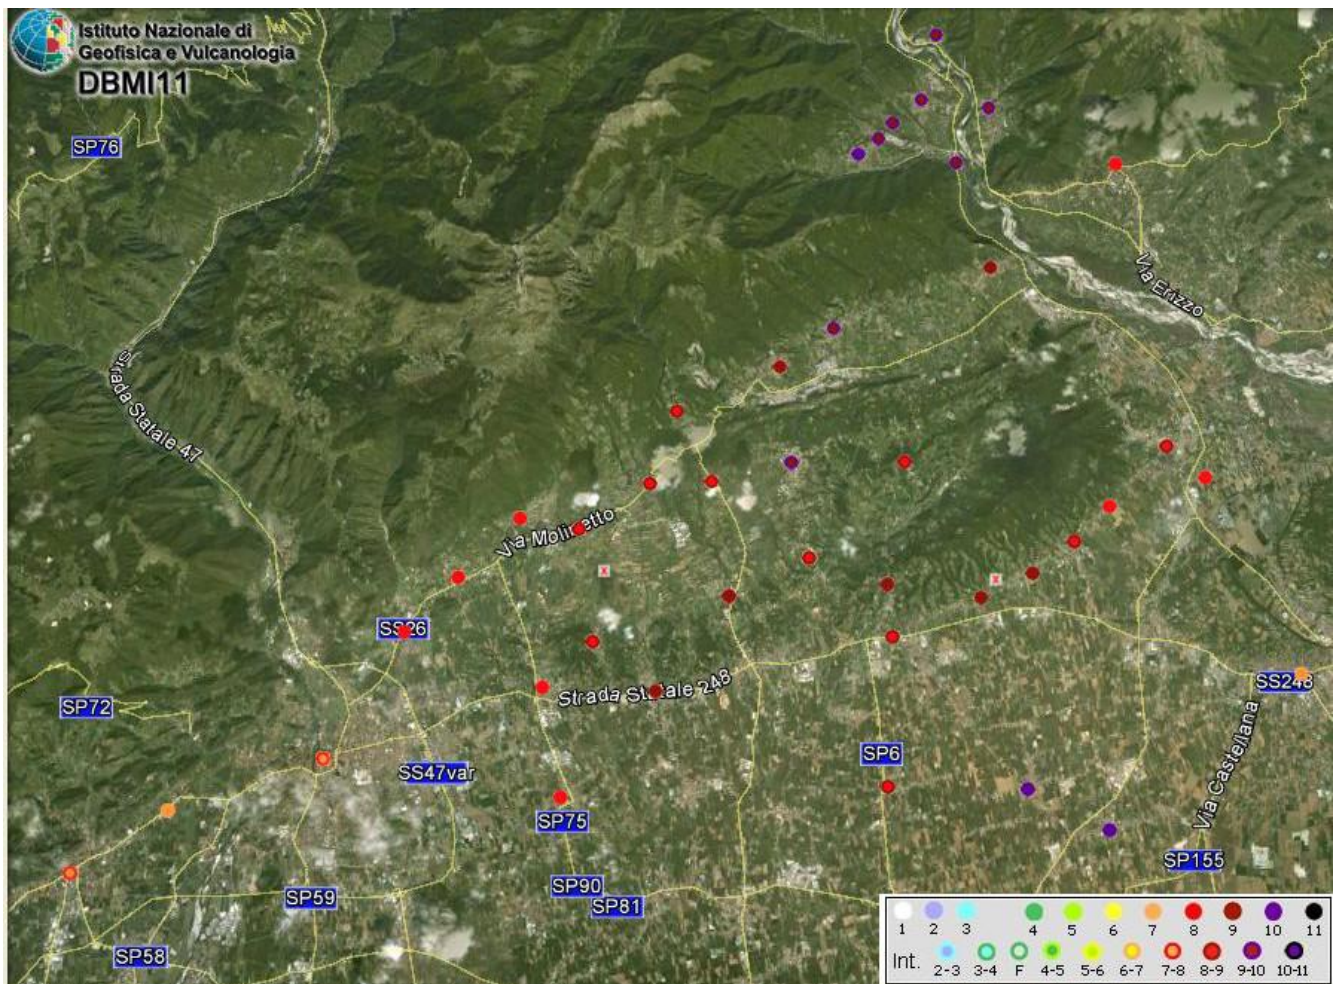 Istituto Nazionale di
Geofisica e Vulcanologia
DBMI11
SP76
Via Erizzo
Strada Statale 47
Via Molinetto
x
x
SS26
Strada Statale 248
SS248
SP72
SP6
SS47var
Via Castellana
SP75
SP155
SP90
SP59
SP81
SP58
1 2 3 4 5 6 7 8 9 10 11
Int. 2-3 3-4 F 4-5 5-6 6-7 7-8 8-9 9-10 10-11